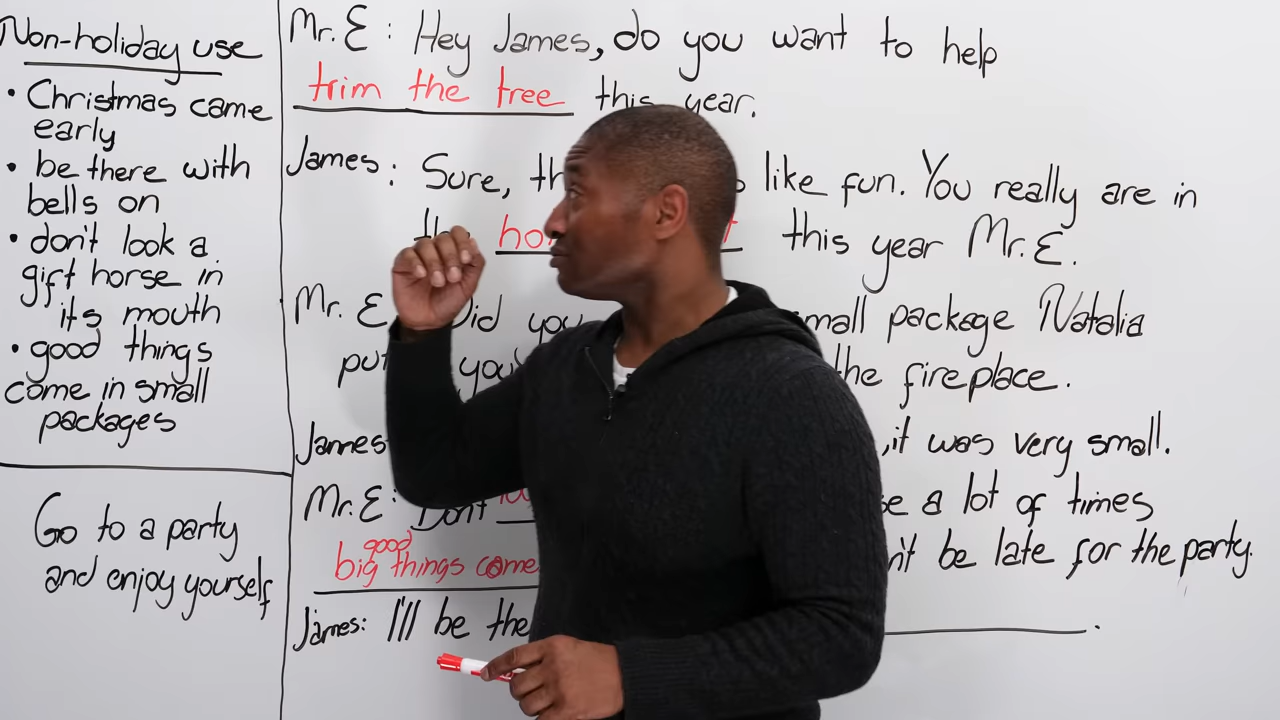 Non-holiday use
• Christmas came
early
• be there with
bells on
• don't look a
gift horse in
its mouth
• good things
come in small
packages
Go to a party
and enjoy yourself
Mr. E : Hey James, do you want to help
trim the tree this year.
James : Sure, like fun. You really are in
the this year Mr. E.
Mr. E Did you small package Natalia
put the fireplace.
James ,it was very small.
Mr. E: Don't a lot of times
good
big things come be late for the party.
James: I'll be